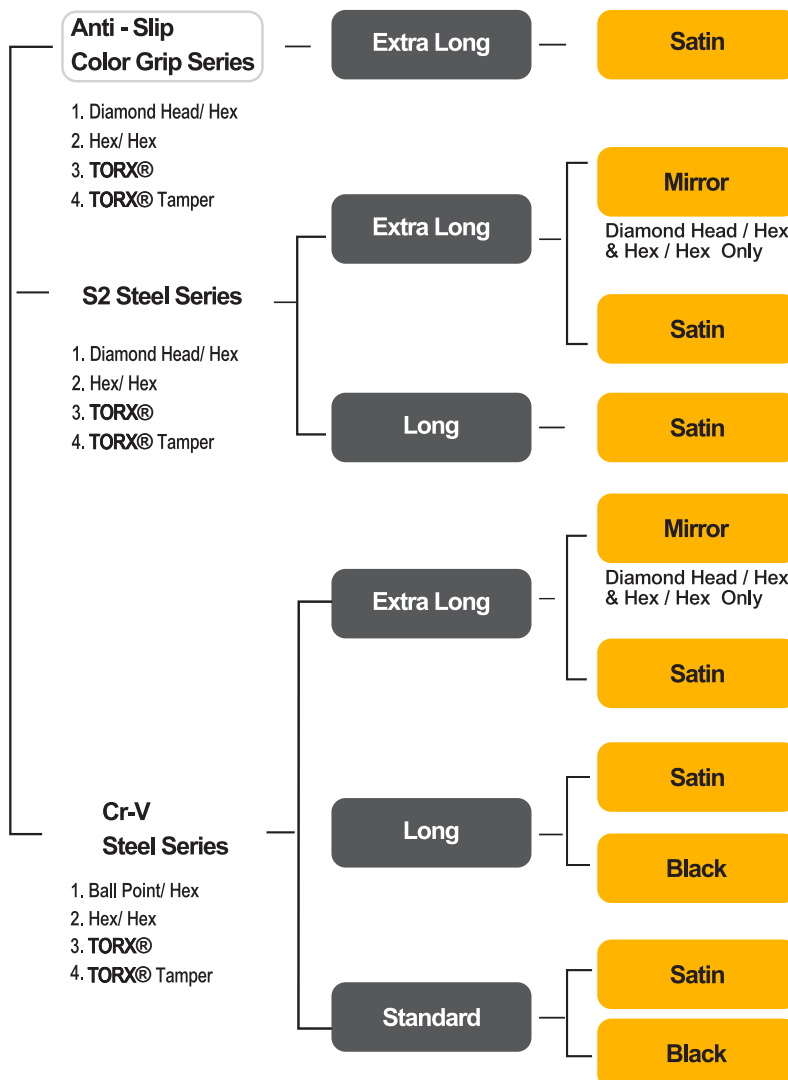 Anti - Slip
Color Grip Series
Extra Long
Satin
1. Diamond Head/ Hex
2. Hex/ Hex
3. TORX®
4. TORX® Tamper
S2 Steel Series
1. Diamond Head/ Hex
2. Hex/ Hex
3. TORX®
4. TORX® Tamper
Extra Long
Mirror
Diamond Head / Hex
& Hex / Hex Only
Satin
Long
Satin
Cr-V
Steel Series
1. Ball Point/ Hex
2. Hex/ Hex
3. TORX®
4. TORX® Tamper
Extra Long
Mirror
Diamond Head / Hex
& Hex / Hex Only
Satin
Long
Satin
Black
Standard
Satin
Black